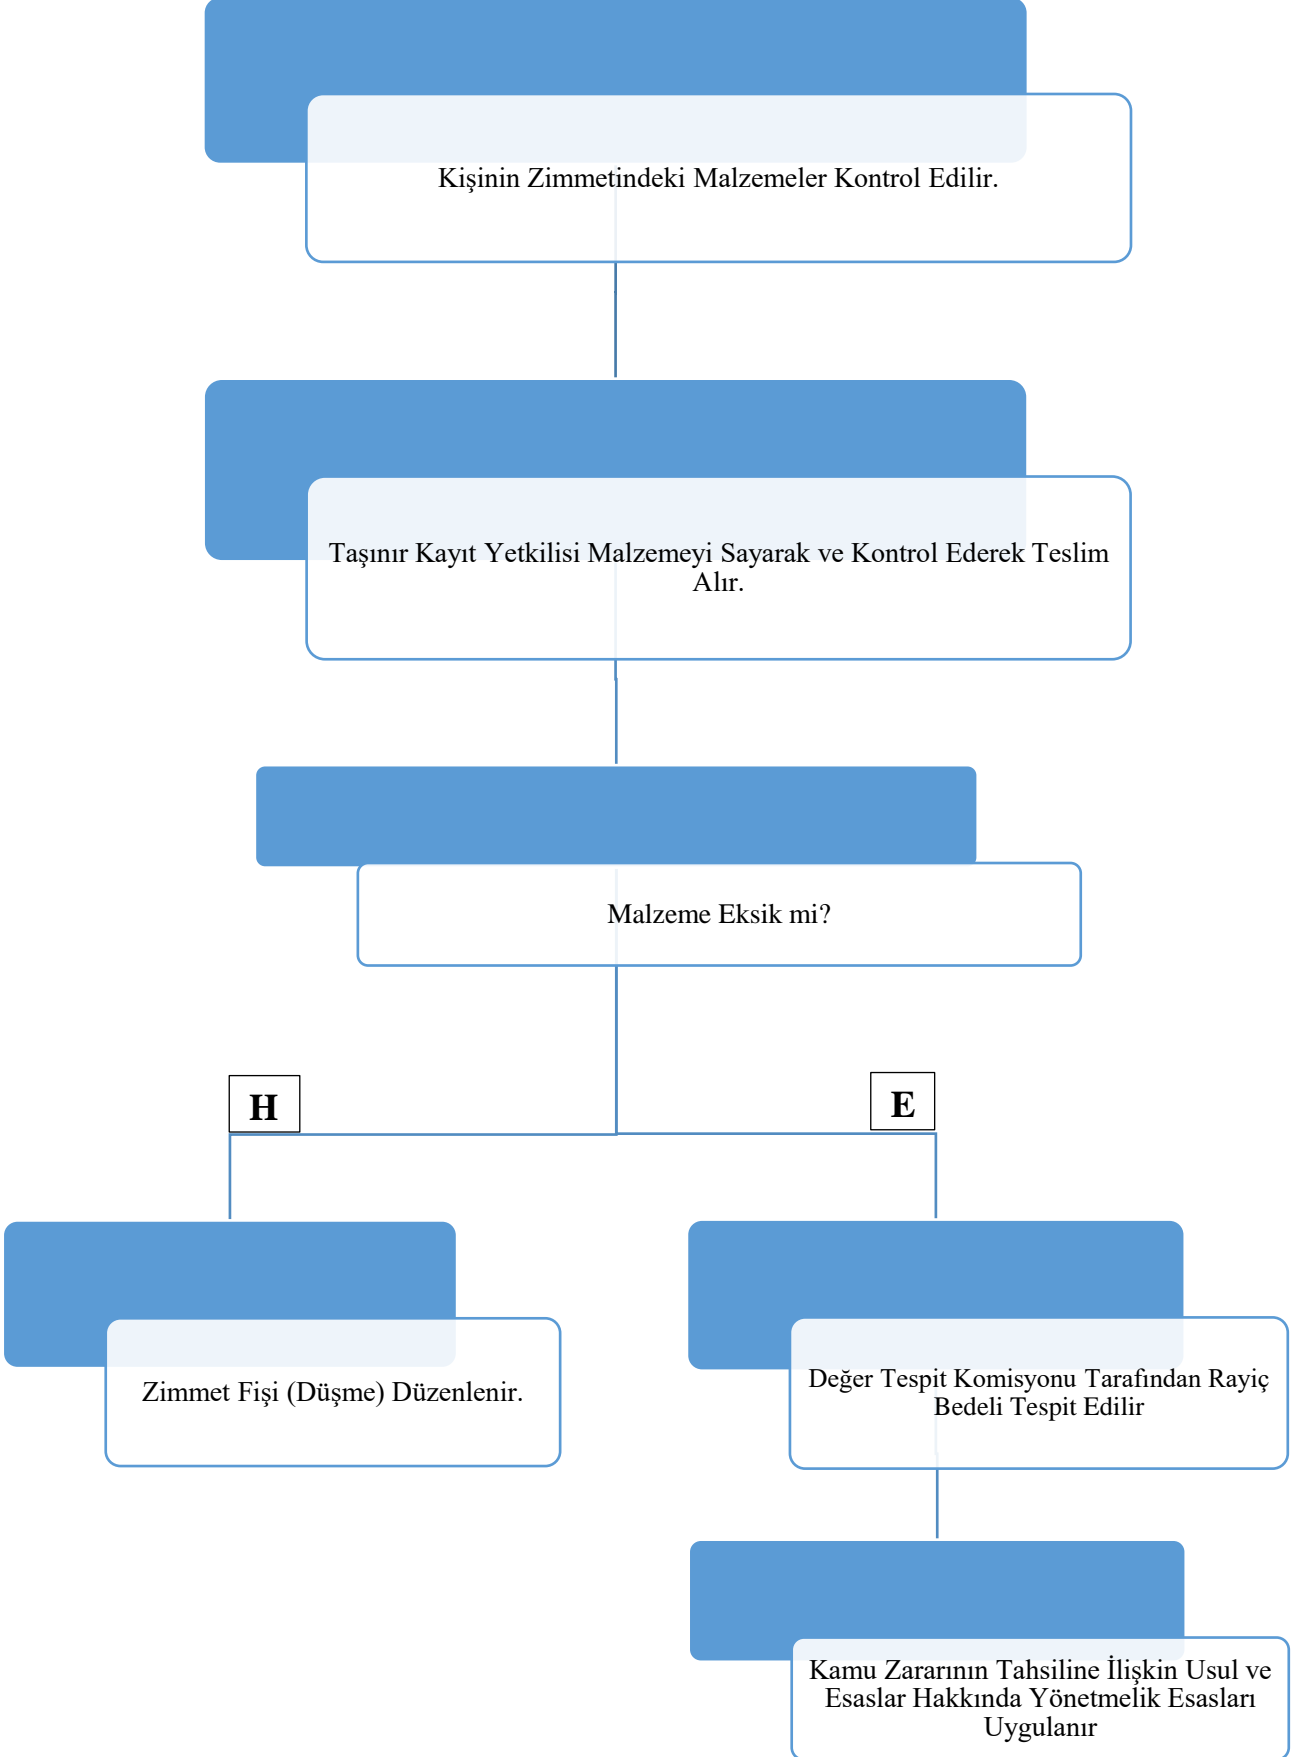 Kişinin Zimmetindeki Malzemeler Kontrol Edilir.
Taşınır Kayıt Yetkilisi Malzemeyi Sayarak ve Kontrol Ederek Teslim
Alır.
Malzeme Eksik mi?
H
E
Zimmet Fişi (Düşme) Düzenlenir.
Değer Tespit Komisyonu Tarafından Rayiç
Bedeli Tespit Edilir
Kamu Zararının Tahsiline İlişkin Usul ve
Esaslar Hakkında Yönetmelik Esasları
Uygulanır